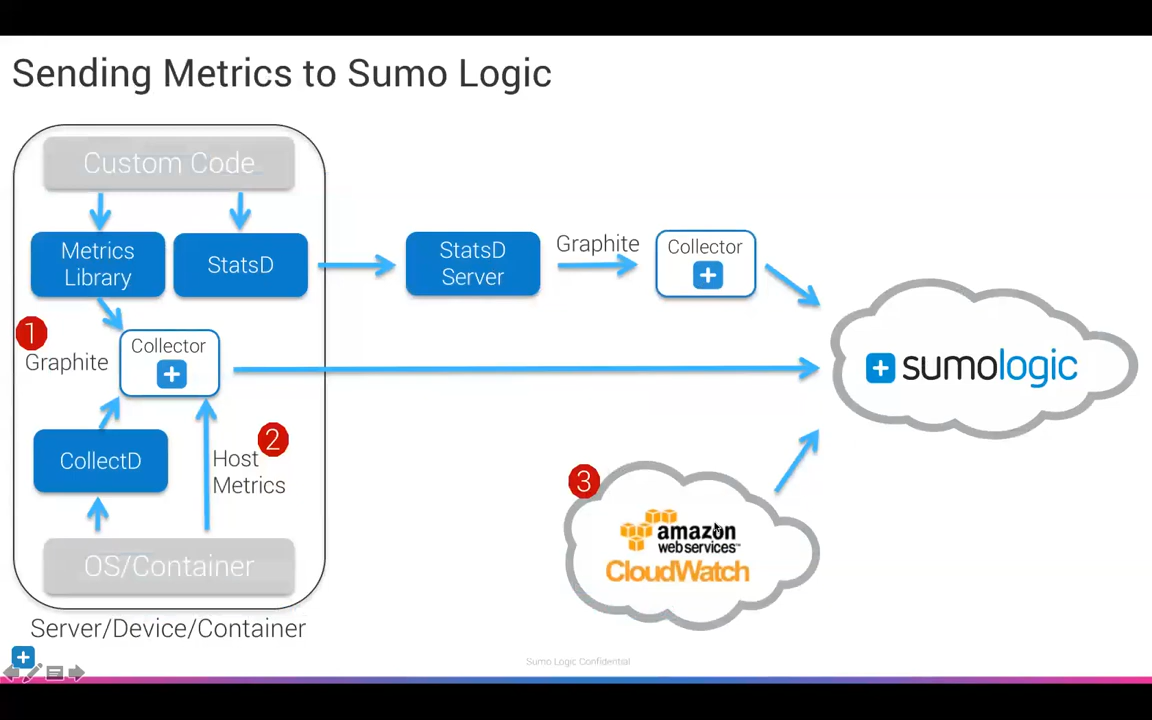 Sending Metrics to Sumo Logic
Custom Code
Metrics
Library
StatsD
StatsD
Server
Graphite
Collector
1
Graphite
Collector
sumologic
CollectD
2
Host
Metrics
3
amazon
web services™
CloudWatch
OS/Container
Server/Device/Container
Sumo Logic Confidential